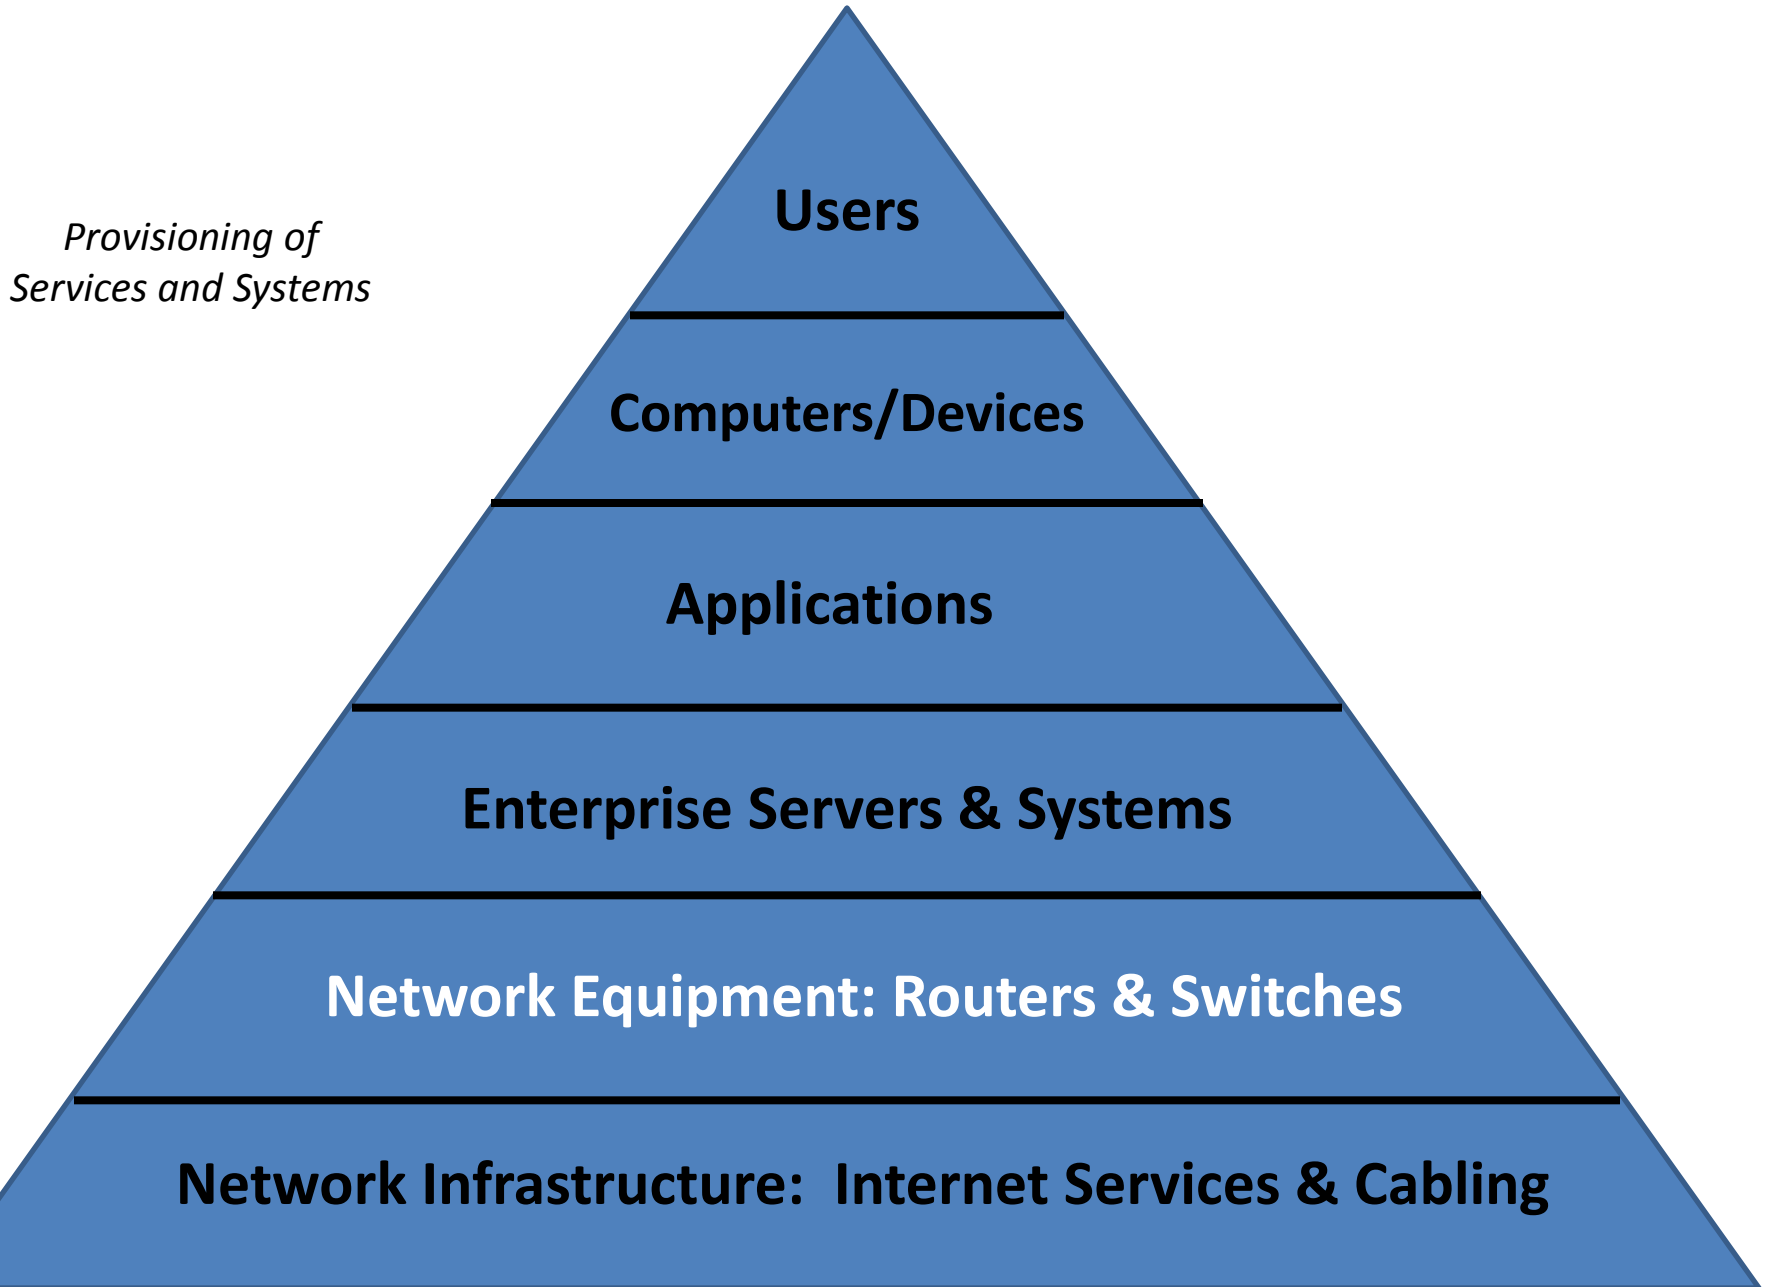 Users
Provisioning of
Services and Systems
Computers/Devices
Applications
Enterprise Servers & Systems
Network Equipment: Routers & Switches
Network Infrastructure:  Internet Services & Cabling